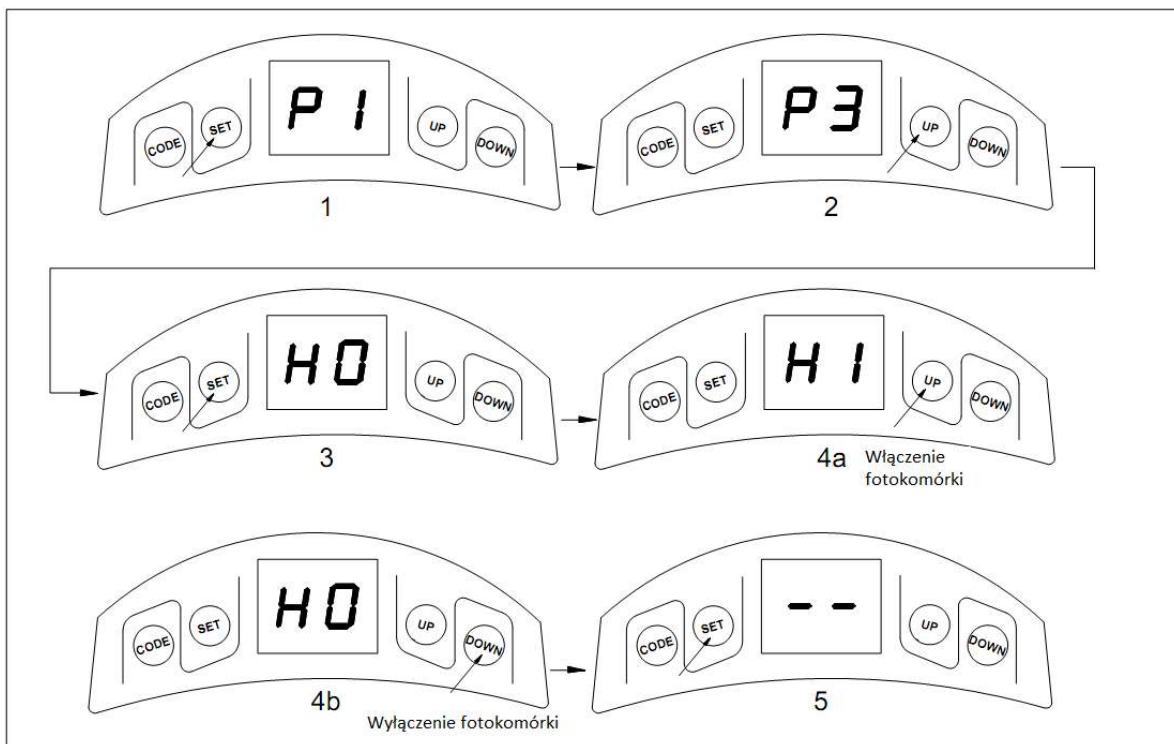 P1
CODE SET UP DOWN
1
P3
CODE SET UP DOWN
2
H0
CODE SET UP DOWN
3
H1
CODE SET UP DOWN
4a Włączenie
fotokomórki
H0
CODE SET UP DOWN
4b Wyłączenie fotokomórki
--
CODE SET UP DOWN
5